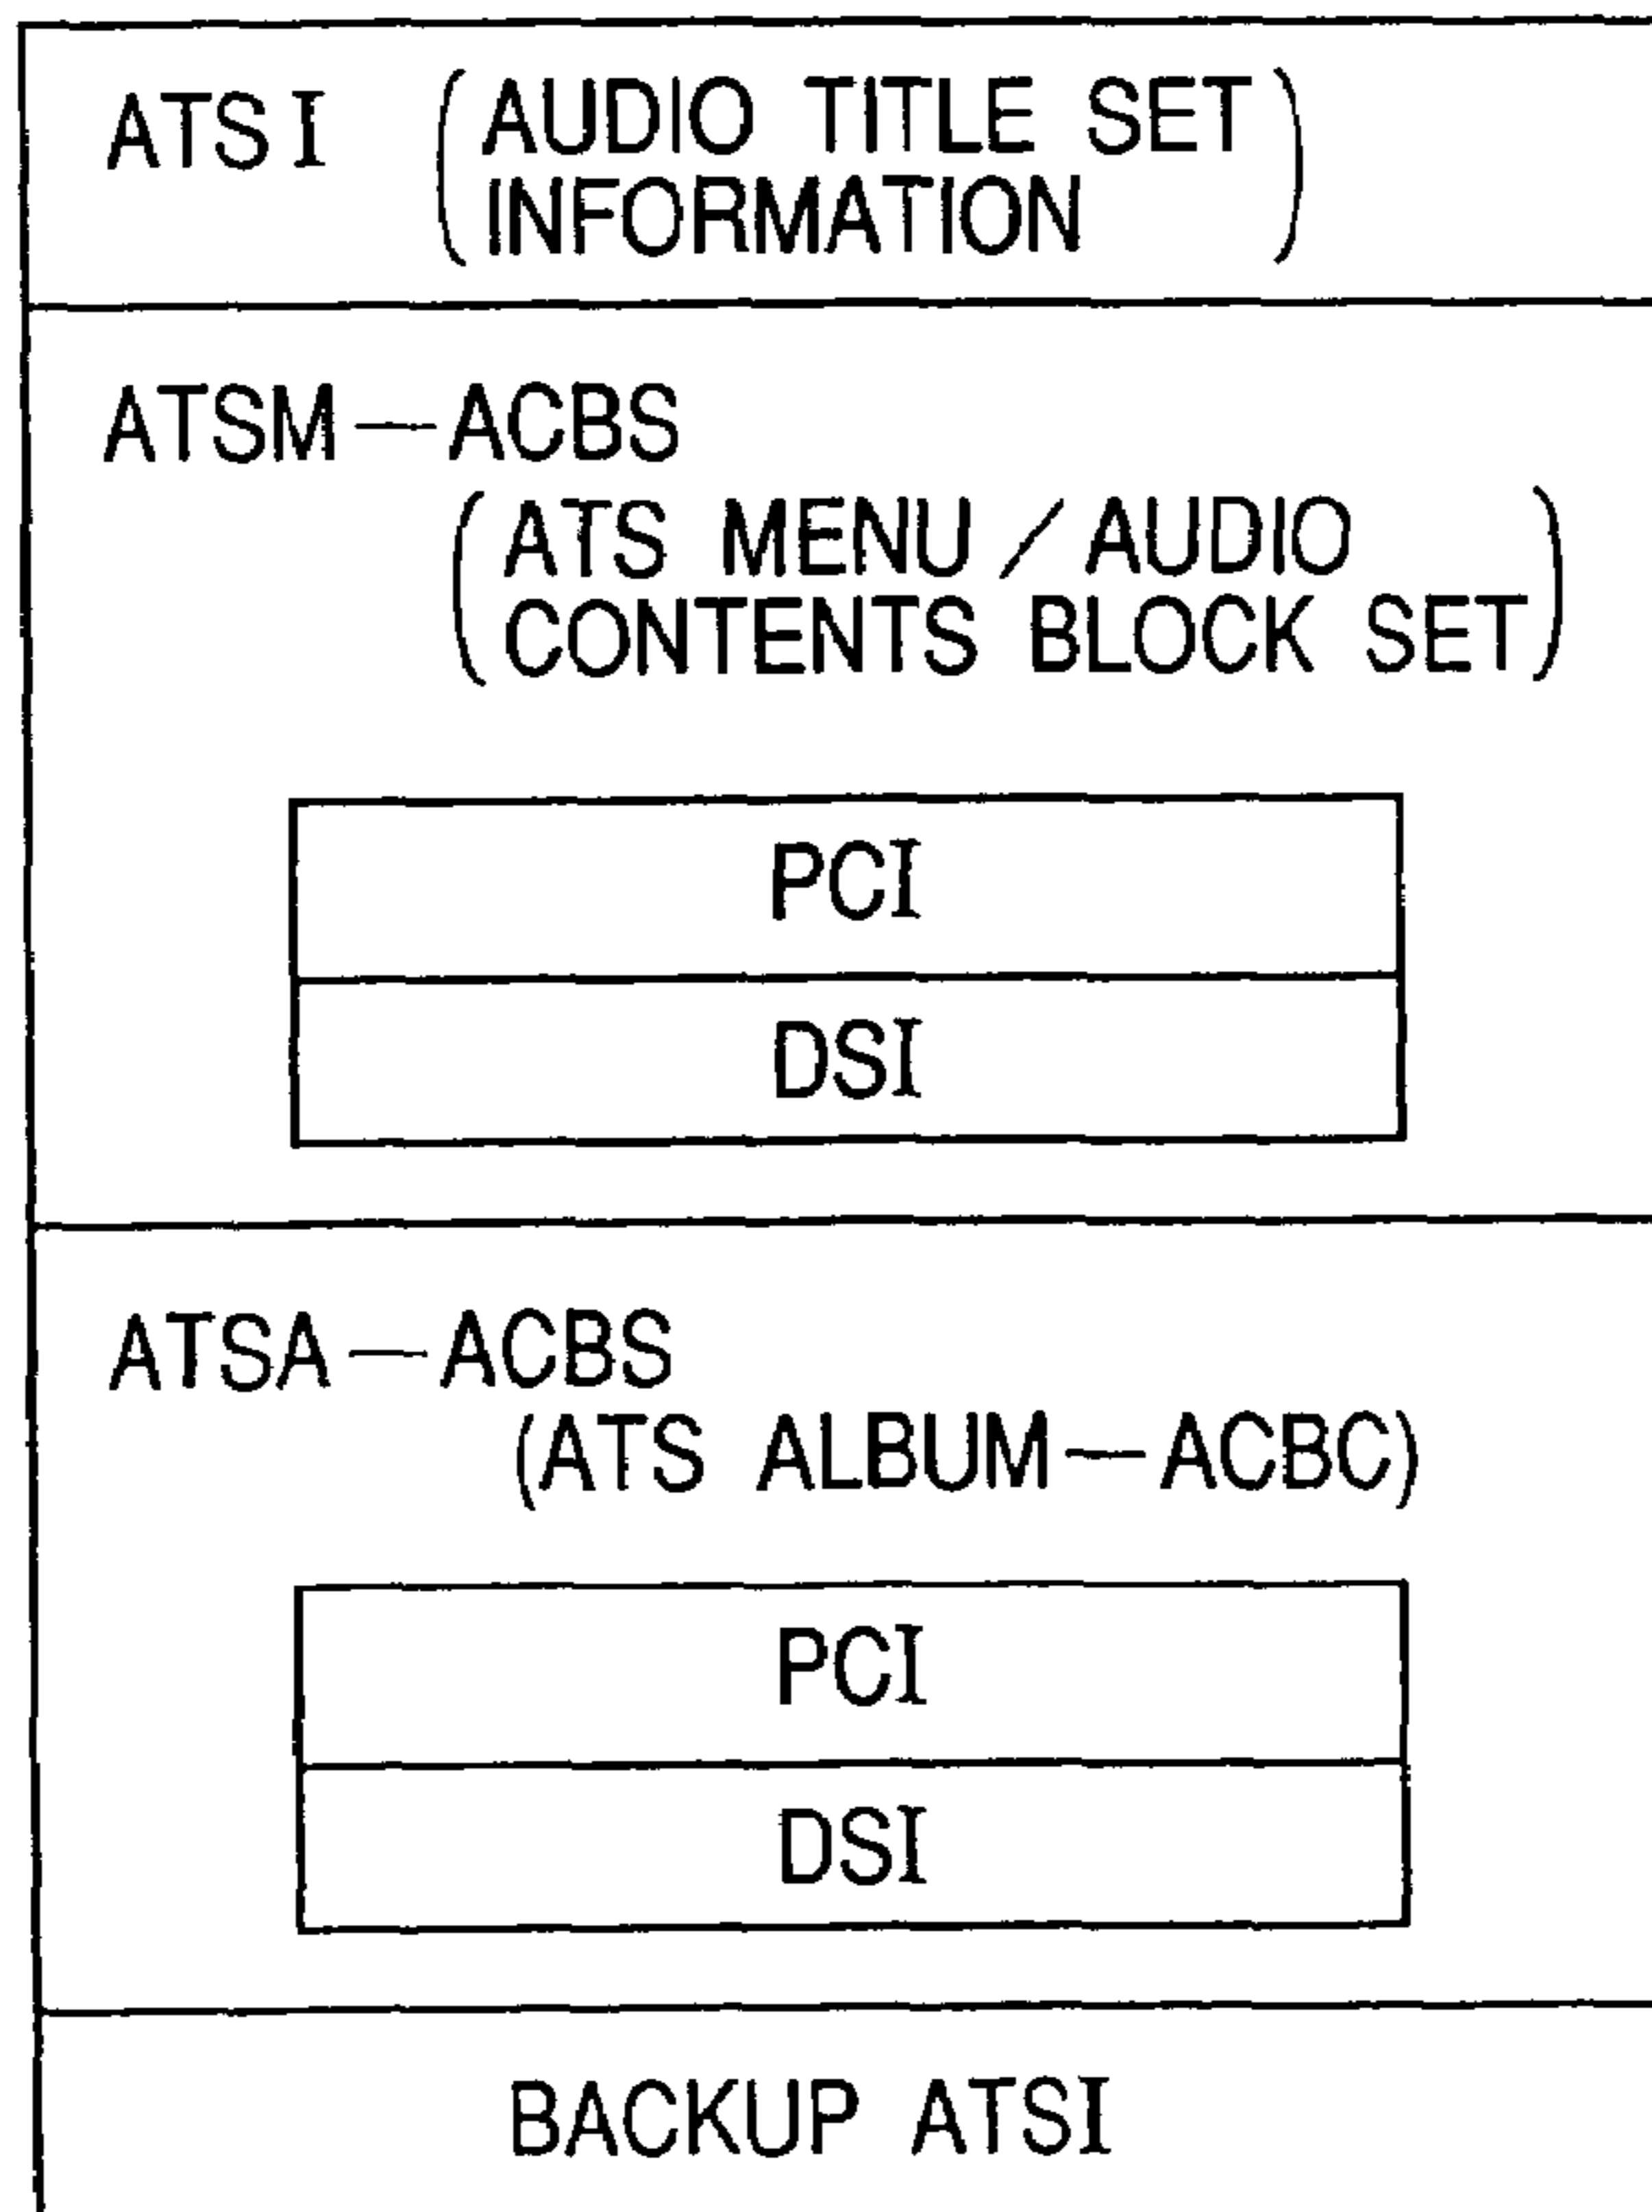 ATSI (AUDIO TITLE SET
INFORMATION)
ATSM—ACBS
(ATS MENU/AUDIO
CONTENTS BLOCK SET)
PCI
DSI
ATSA—ACBS
(ATS ALBUM—ACBC)
PCI
DSI
BACKUP ATSI